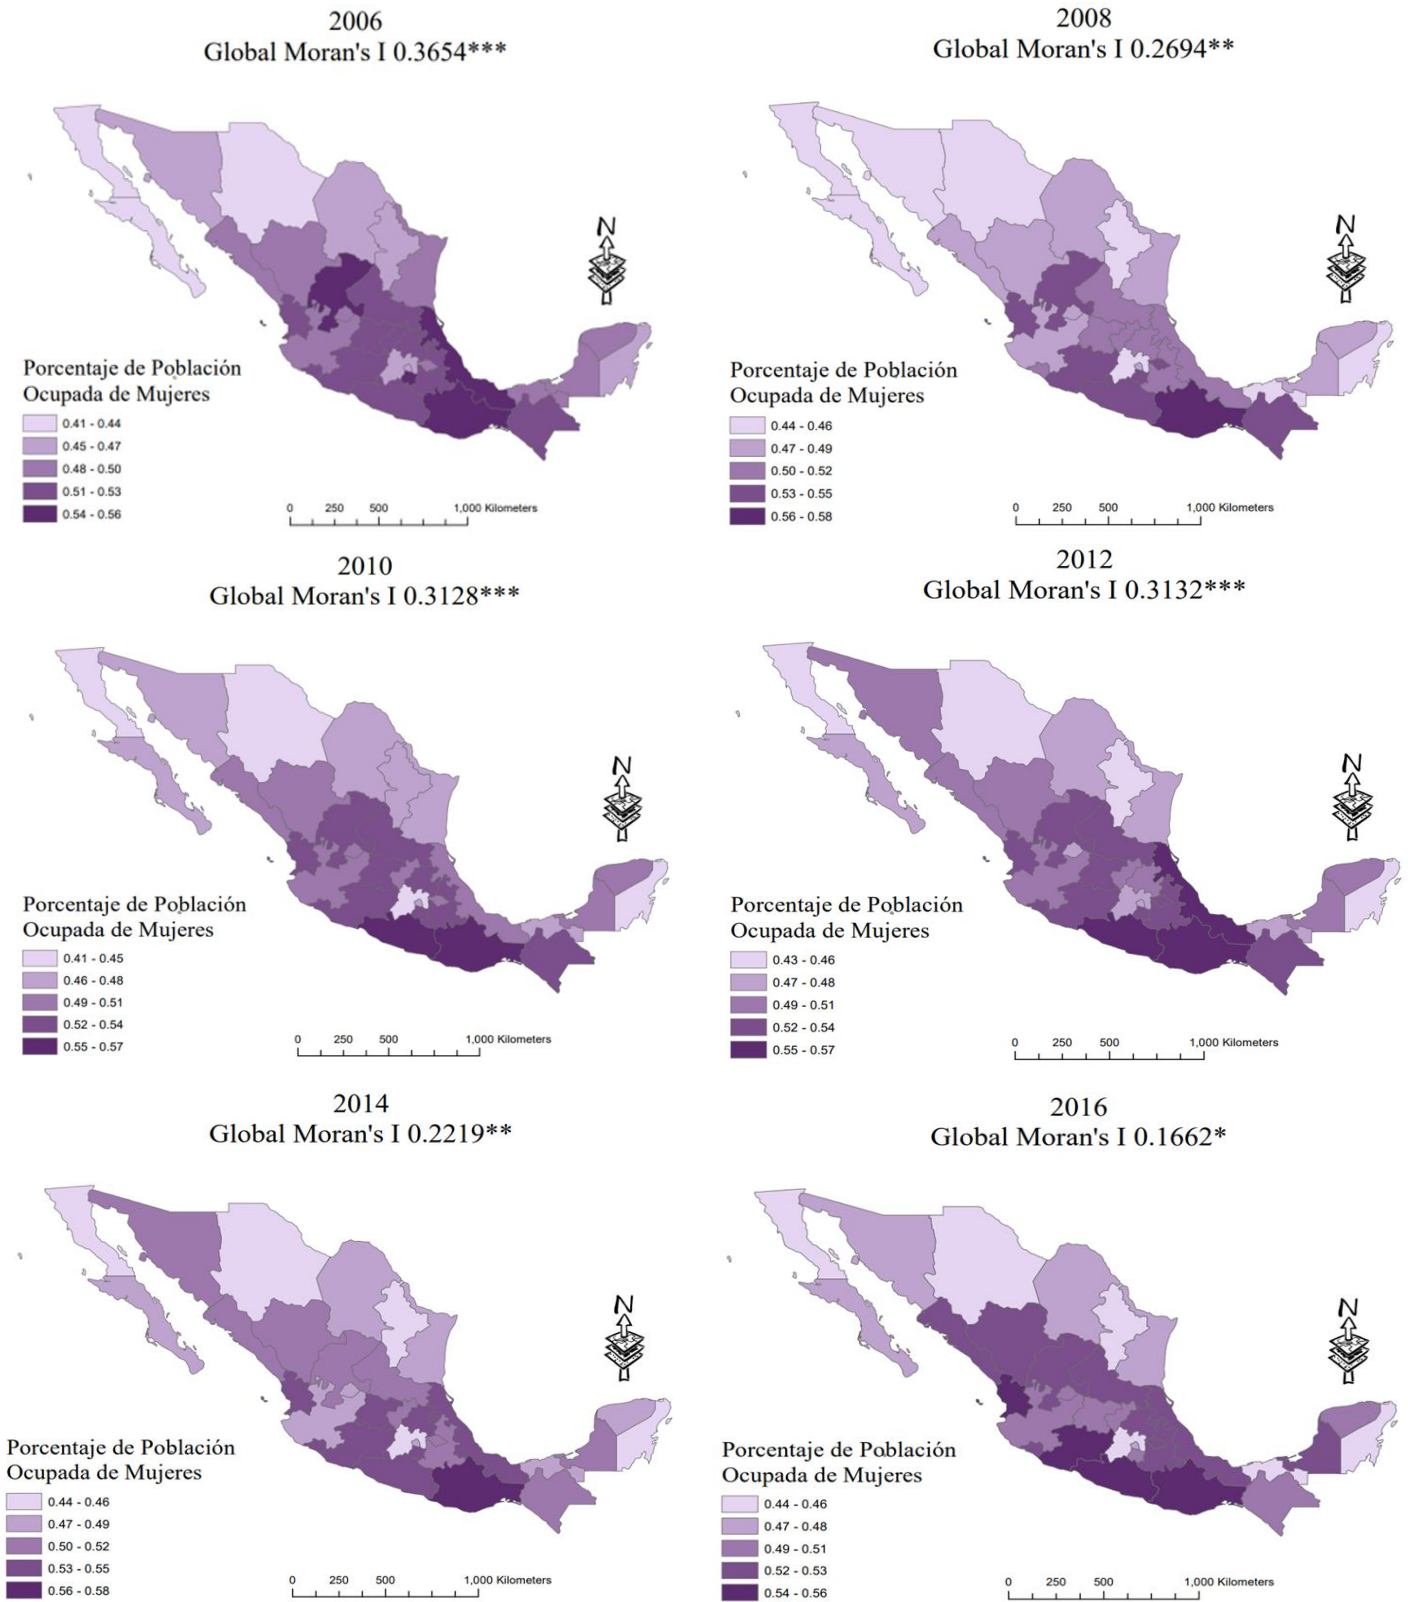 2006
Global Moran's I 0.3654***
N
Porcentaje de Población
Ocupada de Mujeres
0.41 - 0.44
0.45 - 0.47
0.48 - 0.50
0.51 - 0.53
0.54 - 0.56
0 250 500 1,000 Kilometers
2008
Global Moran's I 0.2694**
N
Porcentaje de Población
Ocupada de Mujeres
0.44 - 0.46
0.47 - 0.49
0.50 - 0.52
0.53 - 0.55
0.56 - 0.58
0 250 500 1,000 Kilometers
2010
Global Moran's I 0.3128***
N
Porcentaje de Población
Ocupada de Mujeres
0.41 - 0.45
0.46 - 0.48
0.49 - 0.51
0.52 - 0.54
0.55 - 0.57
0 250 500 1,000 Kilometers
2012
Global Moran's I 0.3132***
N
Porcentaje de Población
Ocupada de Mujeres
0.43 - 0.46
0.47 - 0.48
0.49 - 0.51
0.52 - 0.54
0.55 - 0.57
0 250 500 1,000 Kilometers
2014
Global Moran's I 0.2219**
N
Porcentaje de Población
Ocupada de Mujeres
0.44 - 0.46
0.47 - 0.49
0.50 - 0.52
0.53 - 0.55
0.56 - 0.58
0 250 500 1,000 Kilometers
2016
Global Moran's I 0.1662*
N
Porcentaje de Población
Ocupada de Mujeres
0.44 - 0.46
0.47 - 0.48
0.49 - 0.51
0.52 - 0.53
0.54 - 0.56
0 250 500 1,000 Kilometers